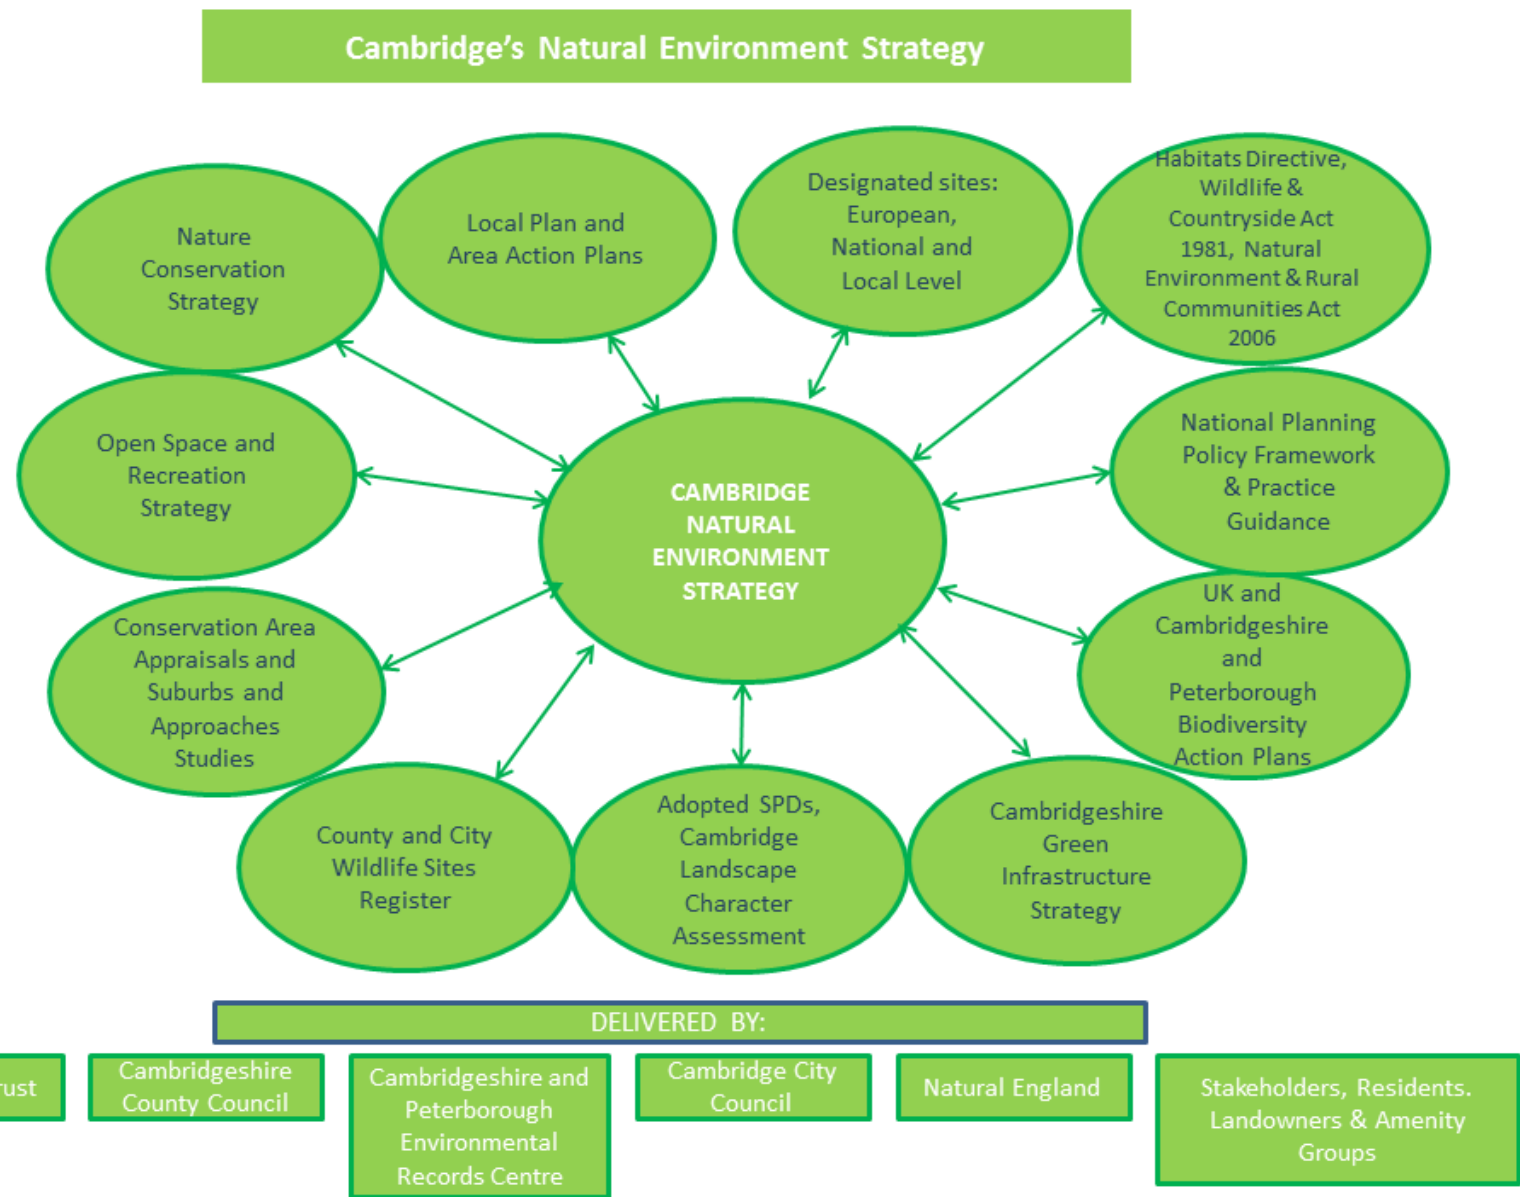 Cambridge's Natural Environment Strategy
Nature
Conservation
Strategy
Local Plan and
Area Action Plans
Designated sites:
European,
National and
Local Level
Habitats Directive,
Wildlife &
Countryside Act
1981, Natural
Environment & Rural
Communities Act
2006
Open Space and
Recreation
Strategy
CAMBRIDGE
NATURAL
ENVIRONMENT
STRATEGY
National Planning
Policy Framework
& Practice
Guidance
Conservation Area
Appraisals and
Suburbs and
Approaches
Studies
UK and
Cambridgeshire
and
Peterborough
Biodiversity
Action Plans
County and City
Wildlife Sites
Register
Adopted SPDs,
Cambridge
Landscape
Character
Assessment
Cambridgeshire
Green
Infrastructure
Strategy
DELIVERED BY:
Cambridgeshire
County Council
Cambridgeshire and
Peterborough
Environmental
Records Centre
Cambridge City
Council
Natural England
Stakeholders, Residents.
Landowners & Amenity
Groups